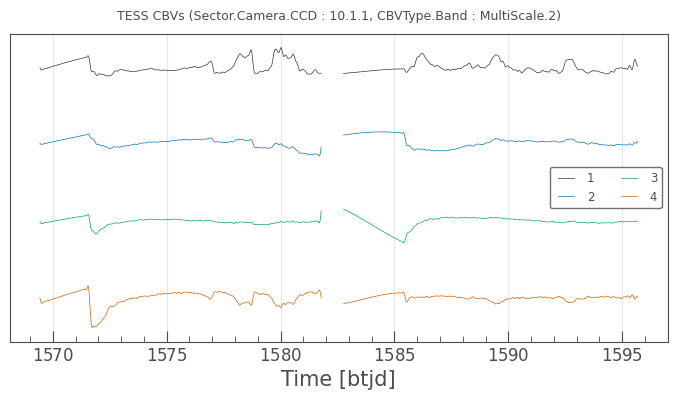 TESS CBVs (Sector.Camera.CCD : 10.1.1, CBVType.Band : MultiScale.2)
1 3
2 4
1570 1575 1580 1585 1590 1595
Time [btjd]